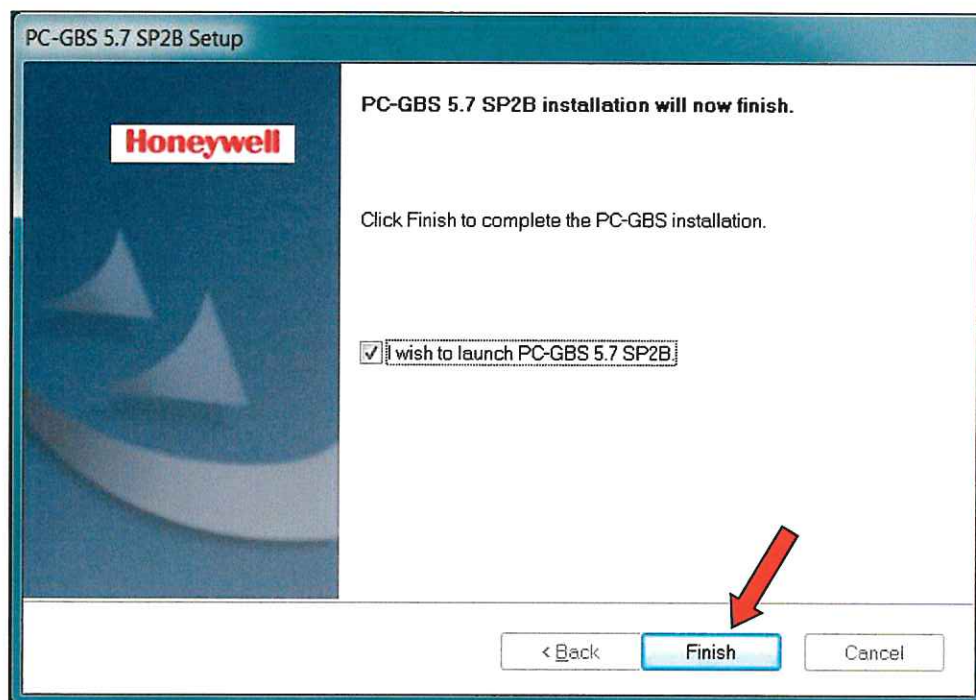 PC-GBS 5.7 SP2B Setup
Honeywell
PC-GBS 5.7 SP2B installation will now finish.
Click Finish to complete the PC-GBS installation.
I wish to launch PC-GBS 5.7 SP2B.
< Back
Finish
Cancel